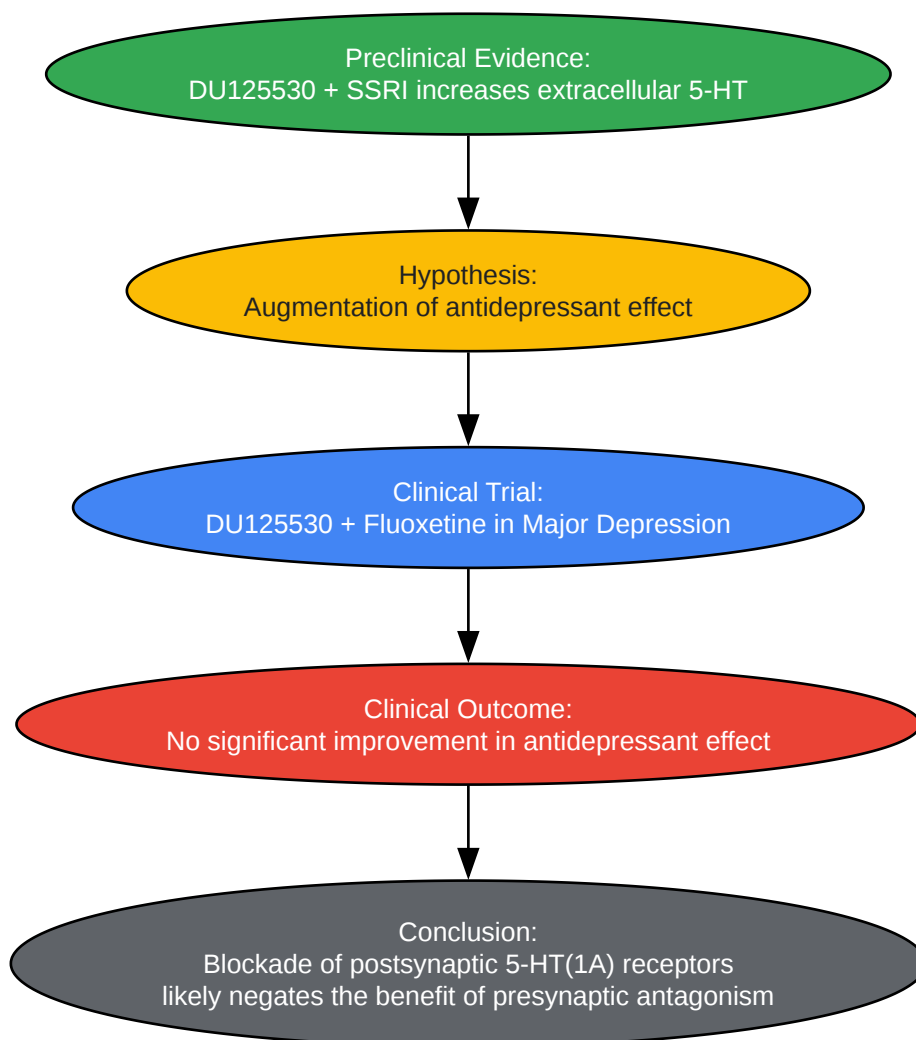 Preclinical Evidence:
DU125530 + SSRI increases extracellular 5-HT
Hypothesis:
Augmentation of antidepressant effect
Clinical Trial:
DU125530 + Fluoxetine in Major Depression
Clinical Outcome:
No significant improvement in antidepressant effect
Conclusion:
Blockade of postsynaptic 5-HT(1A) receptors
likely negates the benefit of presynaptic antagonism